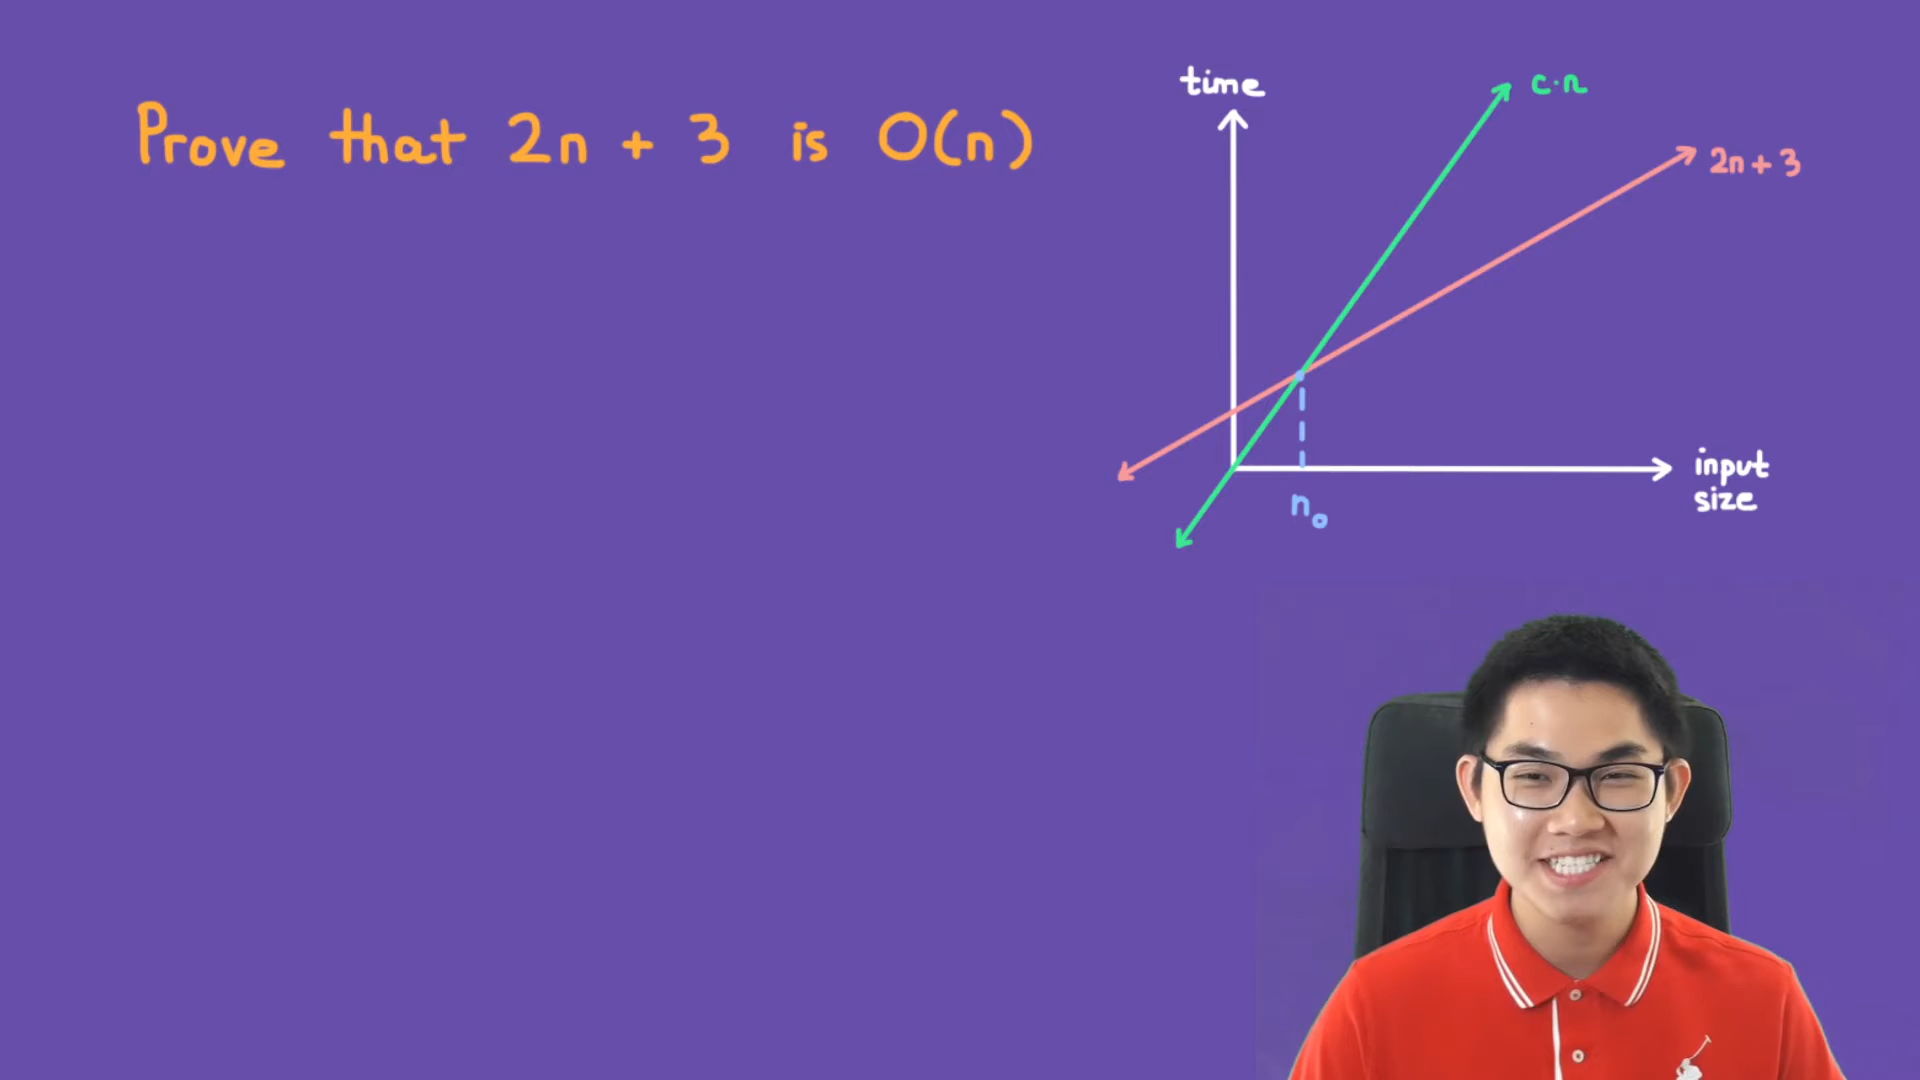 Prove that 2n + 3 is O(n)
time
c·n
2n + 3
input
size
n₀